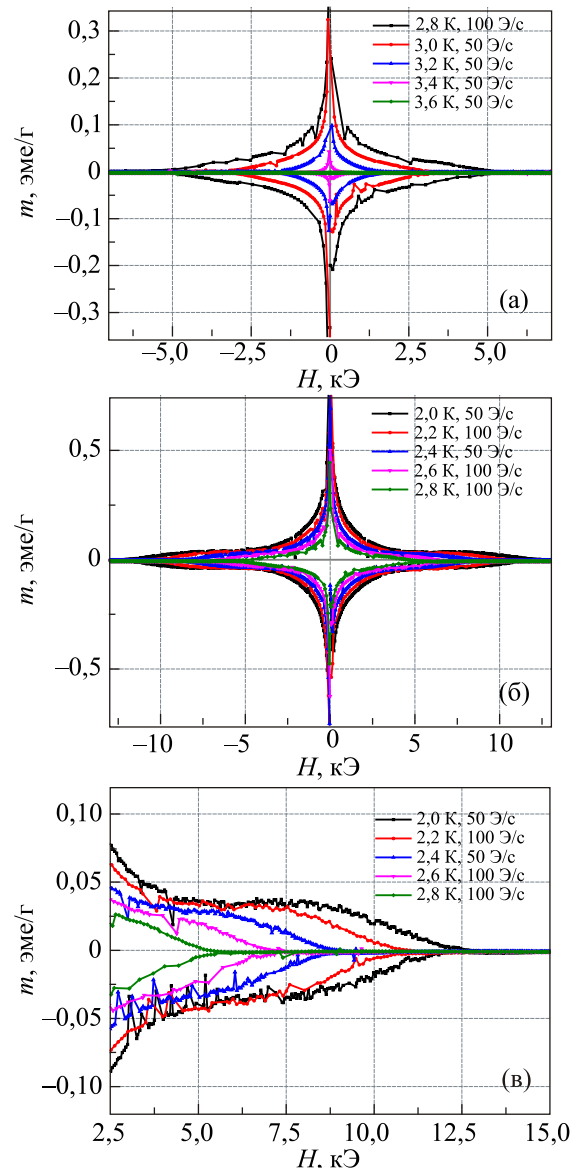 0,3
0,2
0,1
0
–0,1
–0,2
–0,3
m, эме/г
2,8 К, 100 Э/с
3,0 К, 50 Э/с
3,2 К, 50 Э/с
3,4 К, 50 Э/с
3,6 К, 50 Э/с
(а)
–5,0 –2,5 0 2,5 5,0
H, кЭ
0,5
0
–0,5
m, эме/г
2,0 К, 50 Э/с
2,2 К, 100 Э/с
2,4 К, 50 Э/с
2,6 К, 100 Э/с
2,8 К, 100 Э/с
(б)
–10 –5 0 5 10
H, кЭ
0,10
0,05
0
–0,05
–0,10
m, эме/г
2,0 К, 50 Э/с
2,2 К, 100 Э/с
2,4 К, 50 Э/с
2,6 К, 100 Э/с
2,8 К, 100 Э/с
(в)
2,5 5,0 7,5 10,0 12,5 15,0
H, кЭ